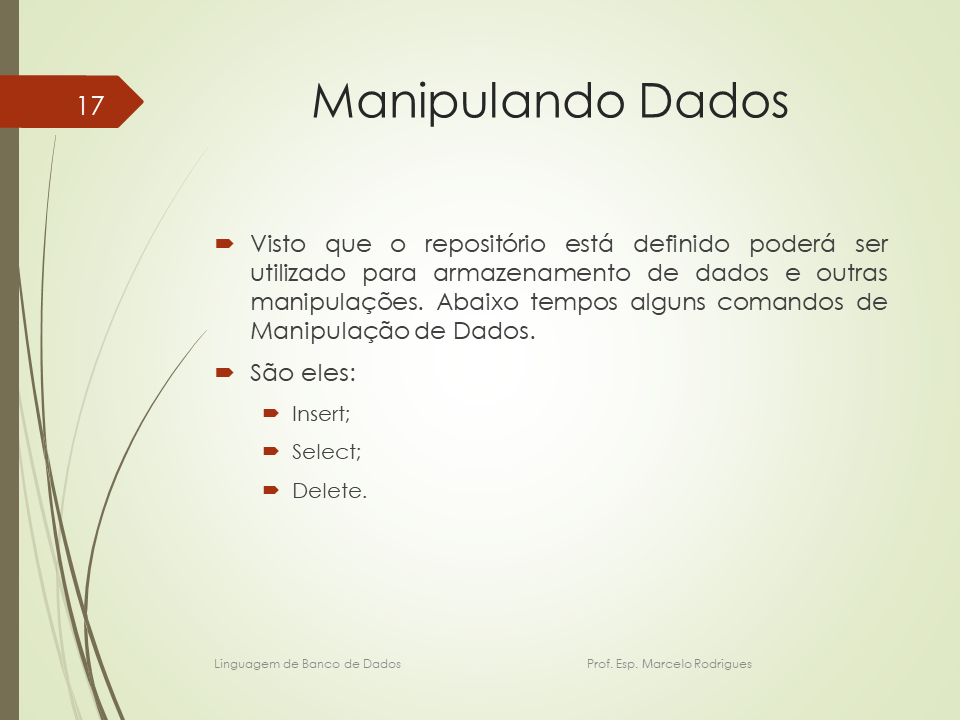 17
Manipulando Dados
Visto que o repositório está definido poderá ser
utilizado para armazenamento de dados e outras
manipulações. Abaixo tempos alguns comandos de
Manipulação de Dados.
São eles:
Insert;
Select;
Delete.
Linguagem de Banco de Dados
Prof. Esp. Marcelo Rodrigues